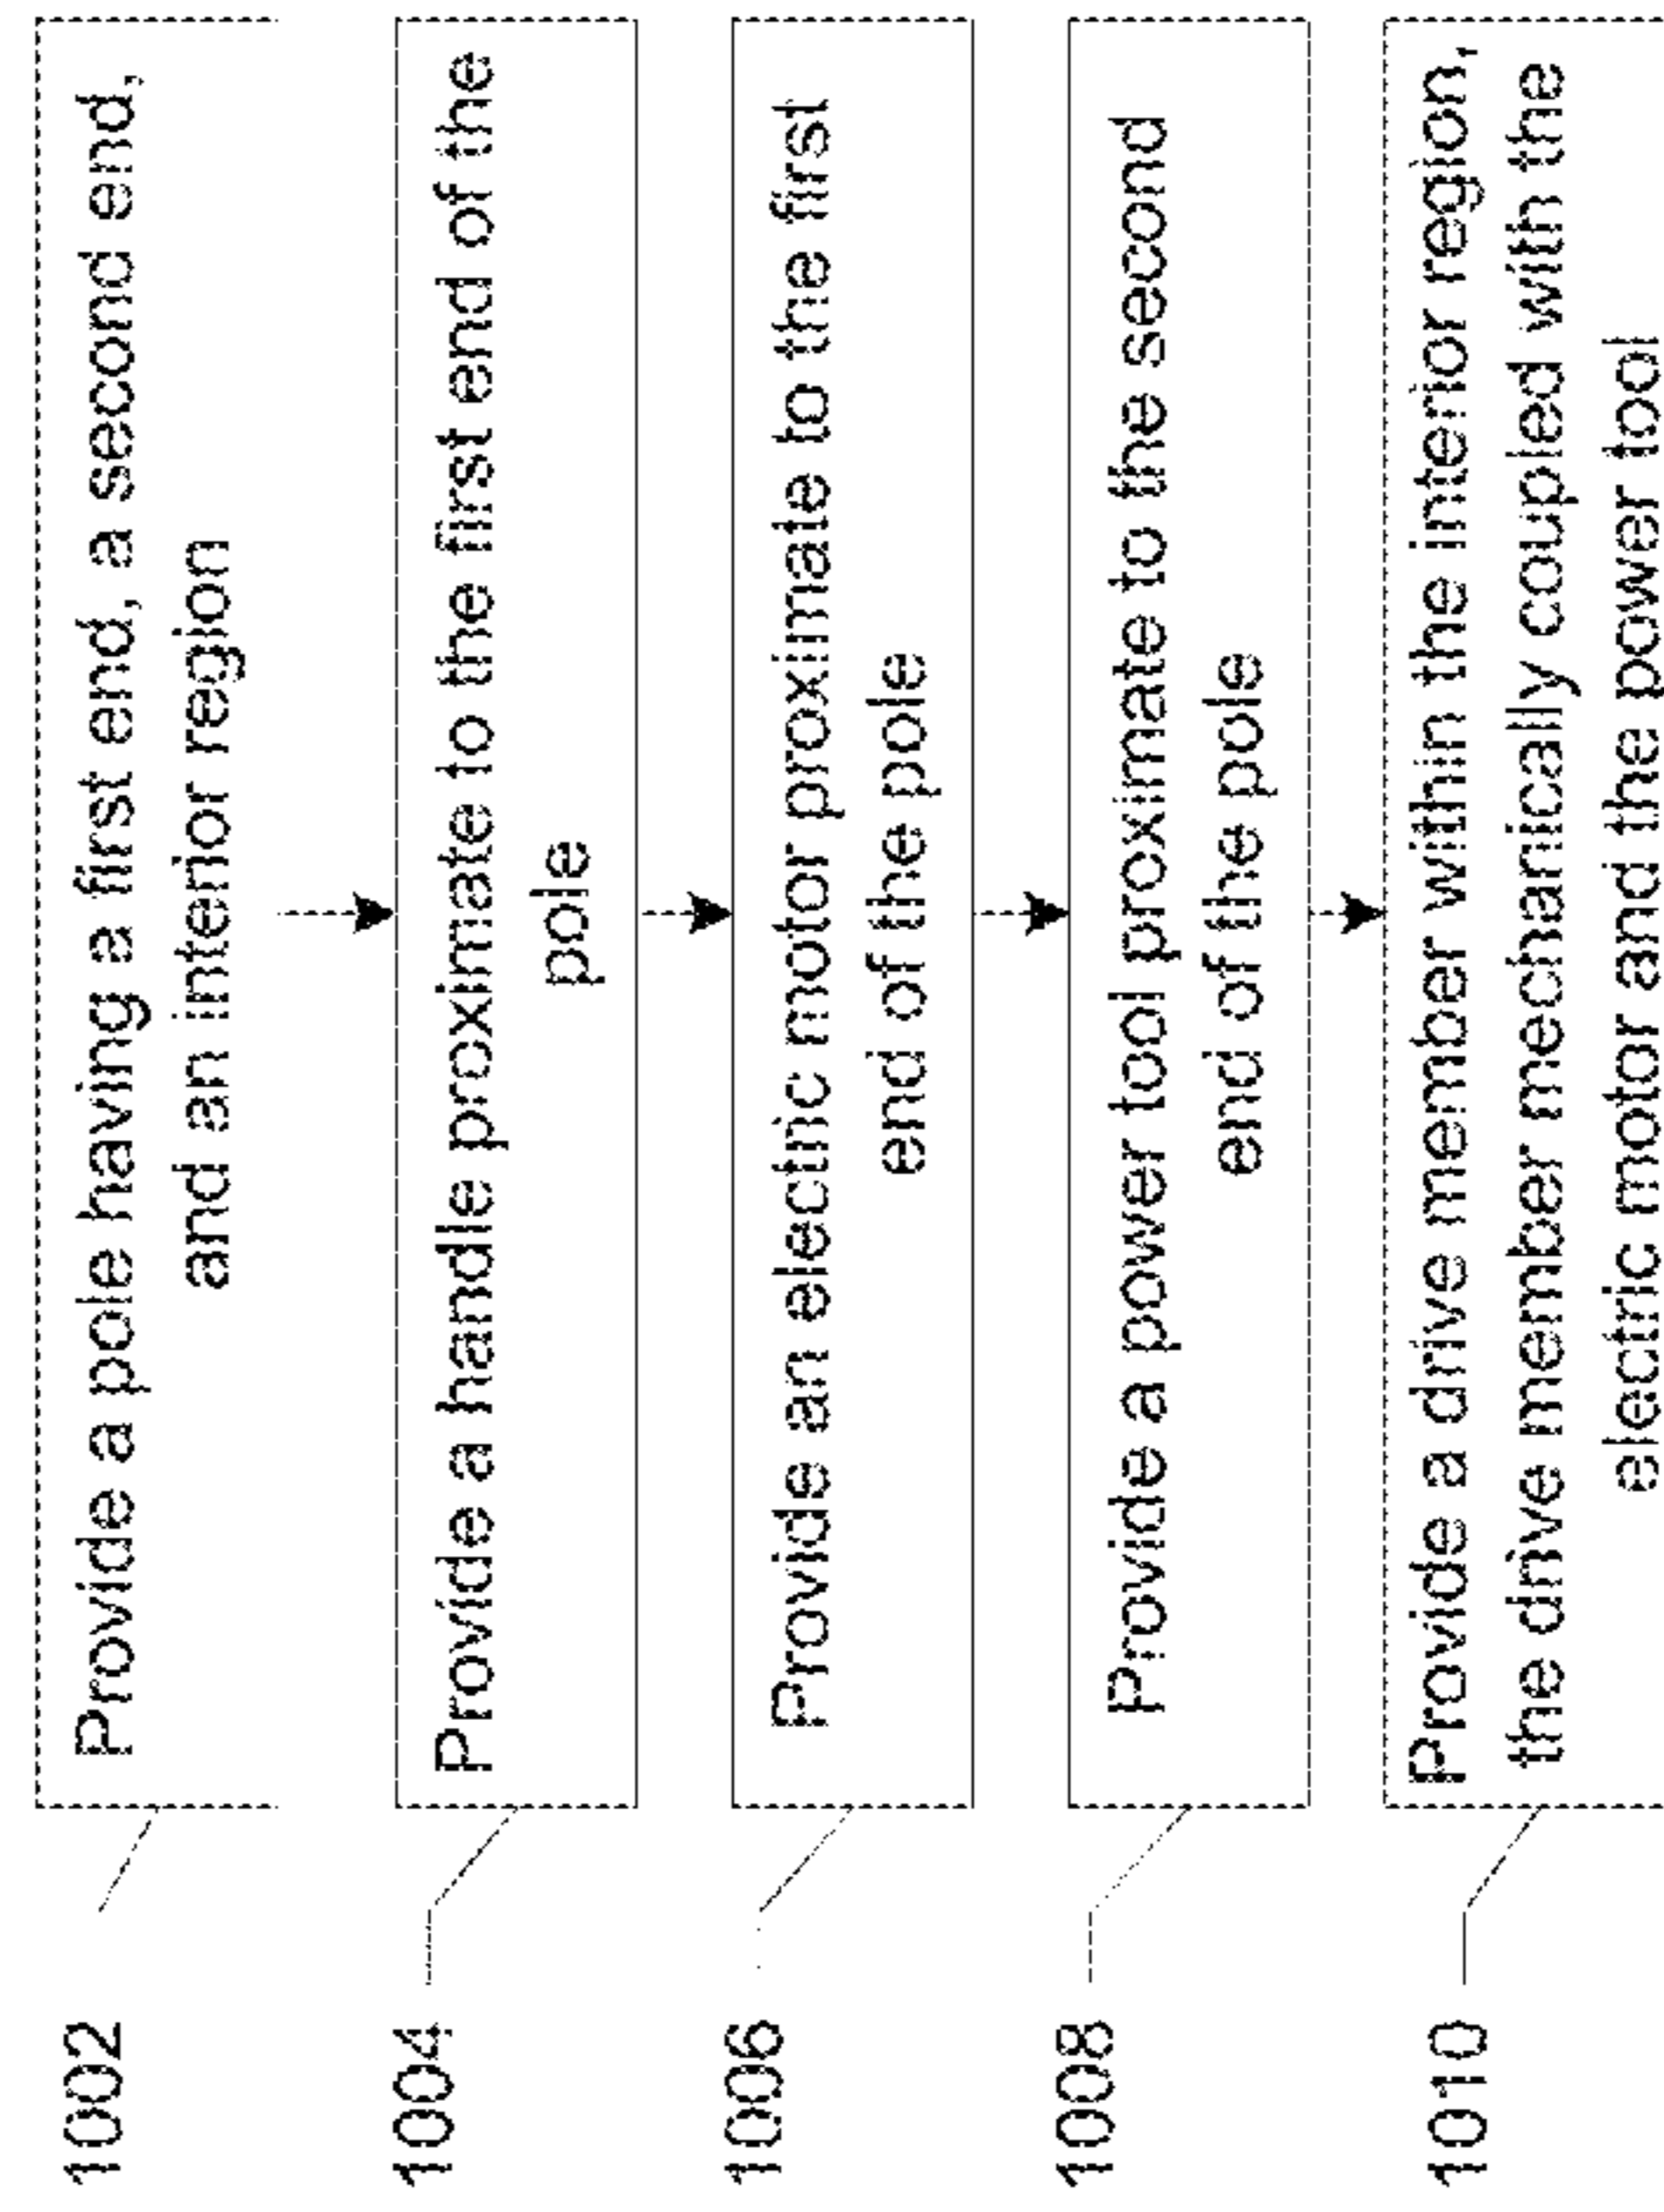 1002
Provide a pole having a first end, a second end,
and an interior region
1004
Provide a handle proximate to the first end of the
pole
1006
Provide an electric motor proximate to the first
end of the pole
1008
Provide a power tool proximate to the second
end of the pole
1010
Provide a drive member within the interior region,
the drive member mechanically coupled with the
electric motor and the power tool